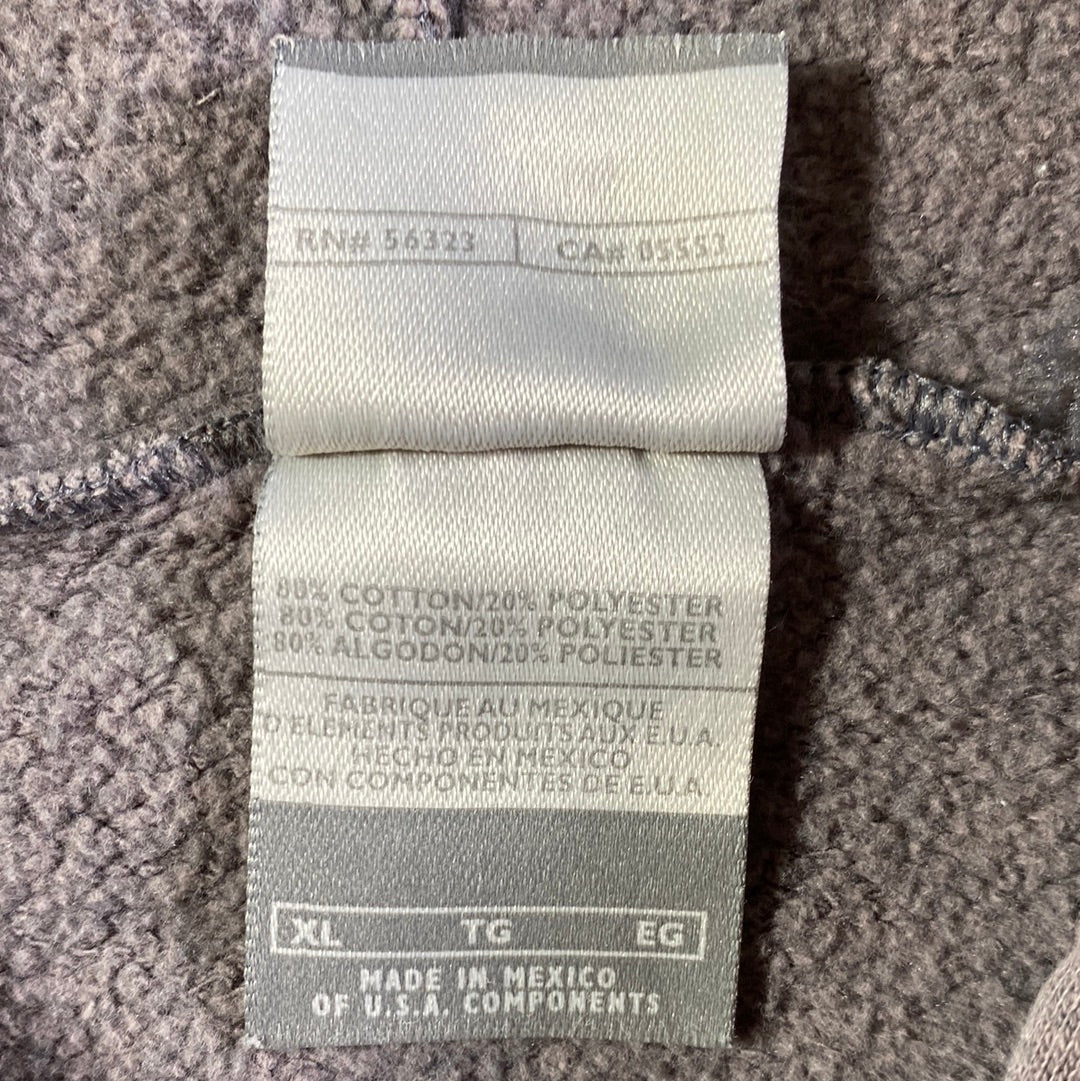 RN# 56323 CA# 05553
80% COTTON/20% POLYESTER
80% COTON/20% POLYESTER
80% ALGODON/20% POLIESTER
FABRIQUE AU MEXIQUE
D'ELEMENTS PRODUITS AUX E.U.A.
HECHO EN MEXICO
CON COMPONENTES DE E.U.A.
XL TG EG
MADE IN MEXICO
OF U.S.A. COMPONENTS